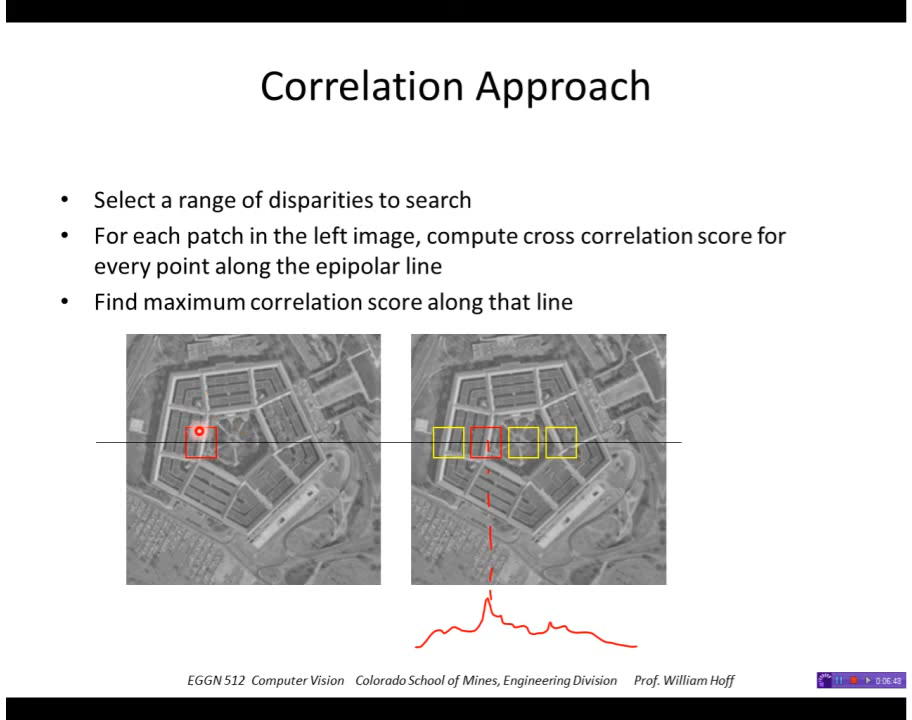 Correlation Approach
• Select a range of disparities to search
• For each patch in the left image, compute cross correlation score for
every point along the epipolar line
• Find maximum correlation score along that line
EGGN 512 Computer Vision Colorado School of Mines, Engineering Division Prof. William Hoff
0:06:43